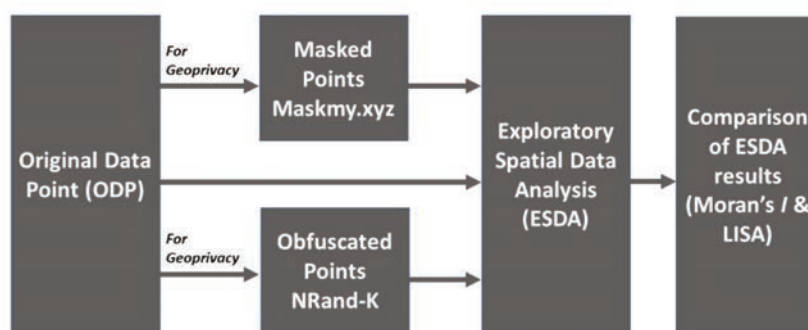 Original Data
Point (ODP)
For
Geoprivacy
Masked
Points
Maskmy.xyz
For
Geoprivacy
Obfuscated
Points
NRand-K
Exploratory
Spatial Data
Analysis
(ESDA)
Comparison
of ESDA
results
(Moran's I &
LISA)